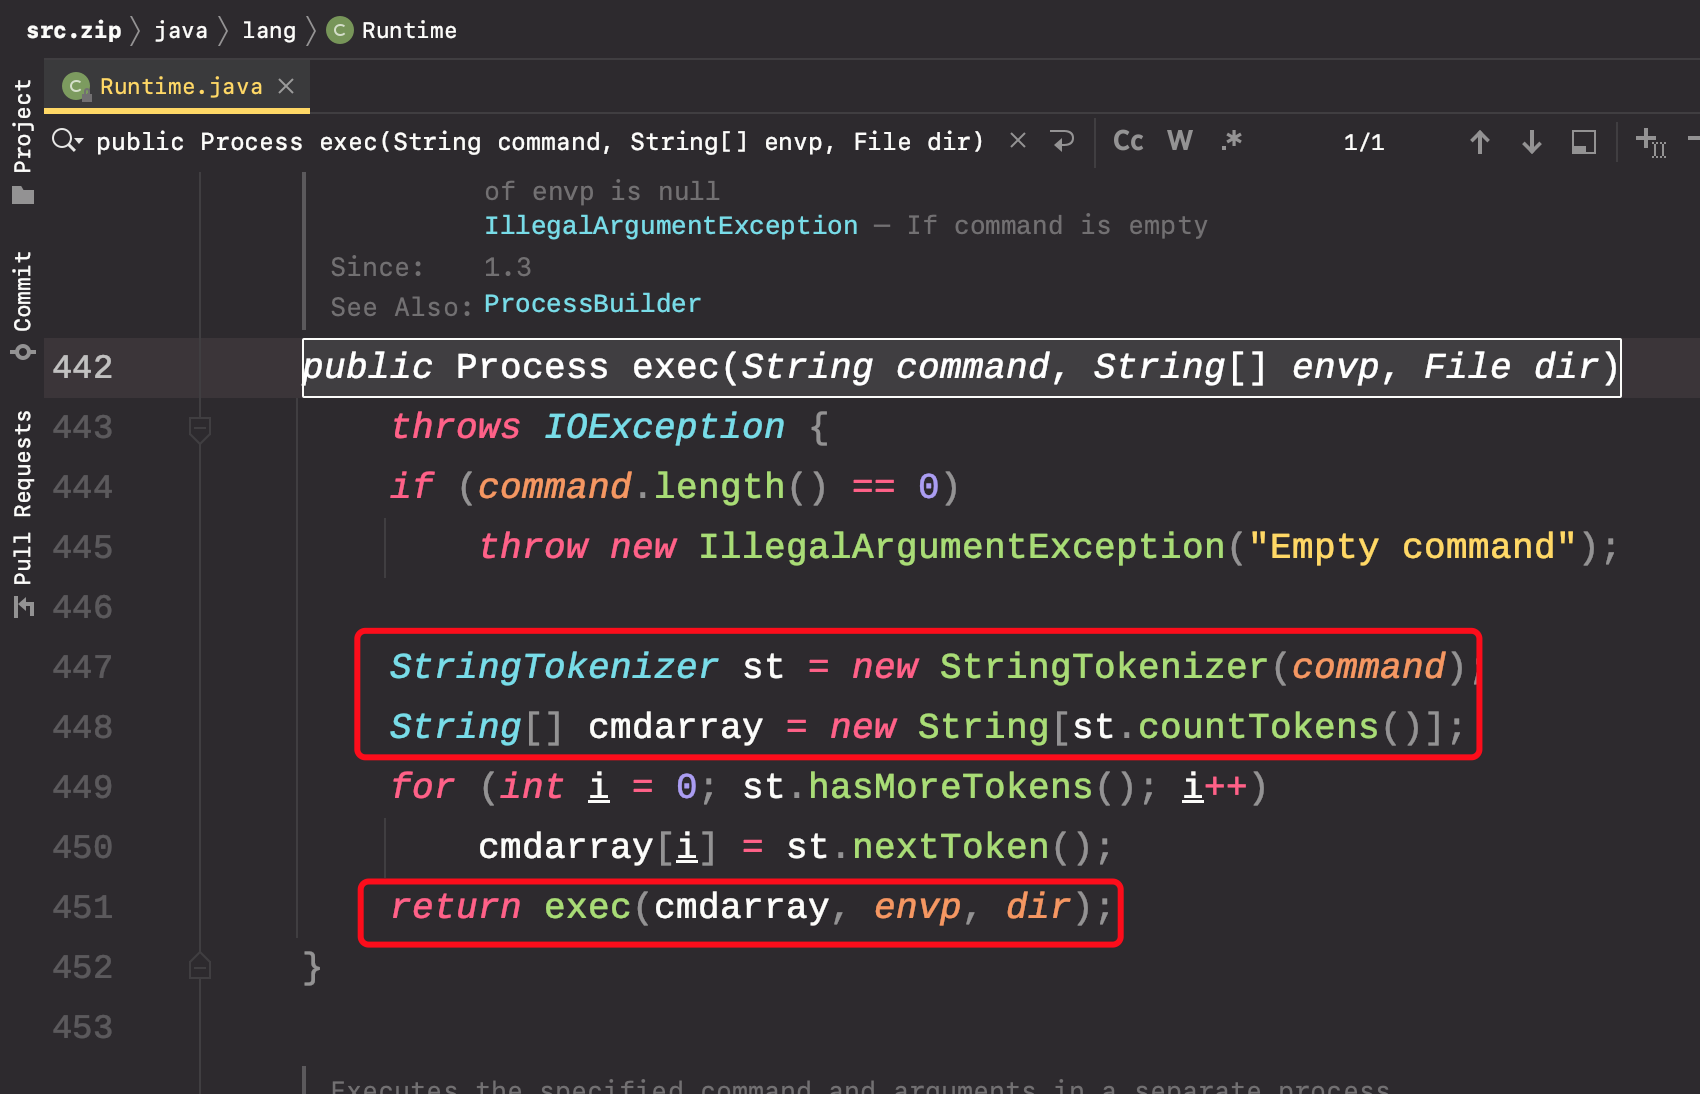 src.zip java lang C Runtime
C Runtime.java
public Process exec(String command, String[] envp, File dir) Cc W .* 1/1
Project
Commit
Pull Requests
of envp is null
IllegalArgumentException – If command is empty
Since: 1.3
See Also: ProcessBuilder
442 public Process exec(String command, String[] envp, File dir)
443 throws IOException {
444 if (command.length() == 0)
445 throw new IllegalArgumentException("Empty command");
446
447 StringTokenizer st = new StringTokenizer(command);
448 String[] cmdarray = new String[st.countTokens()];
449 for (int i = 0; st.hasMoreTokens(); i++)
450 cmdarray[i] = st.nextToken();
451 return exec(cmdarray, envp, dir);
452 }
453
Executes the specified command and arguments in a separate process